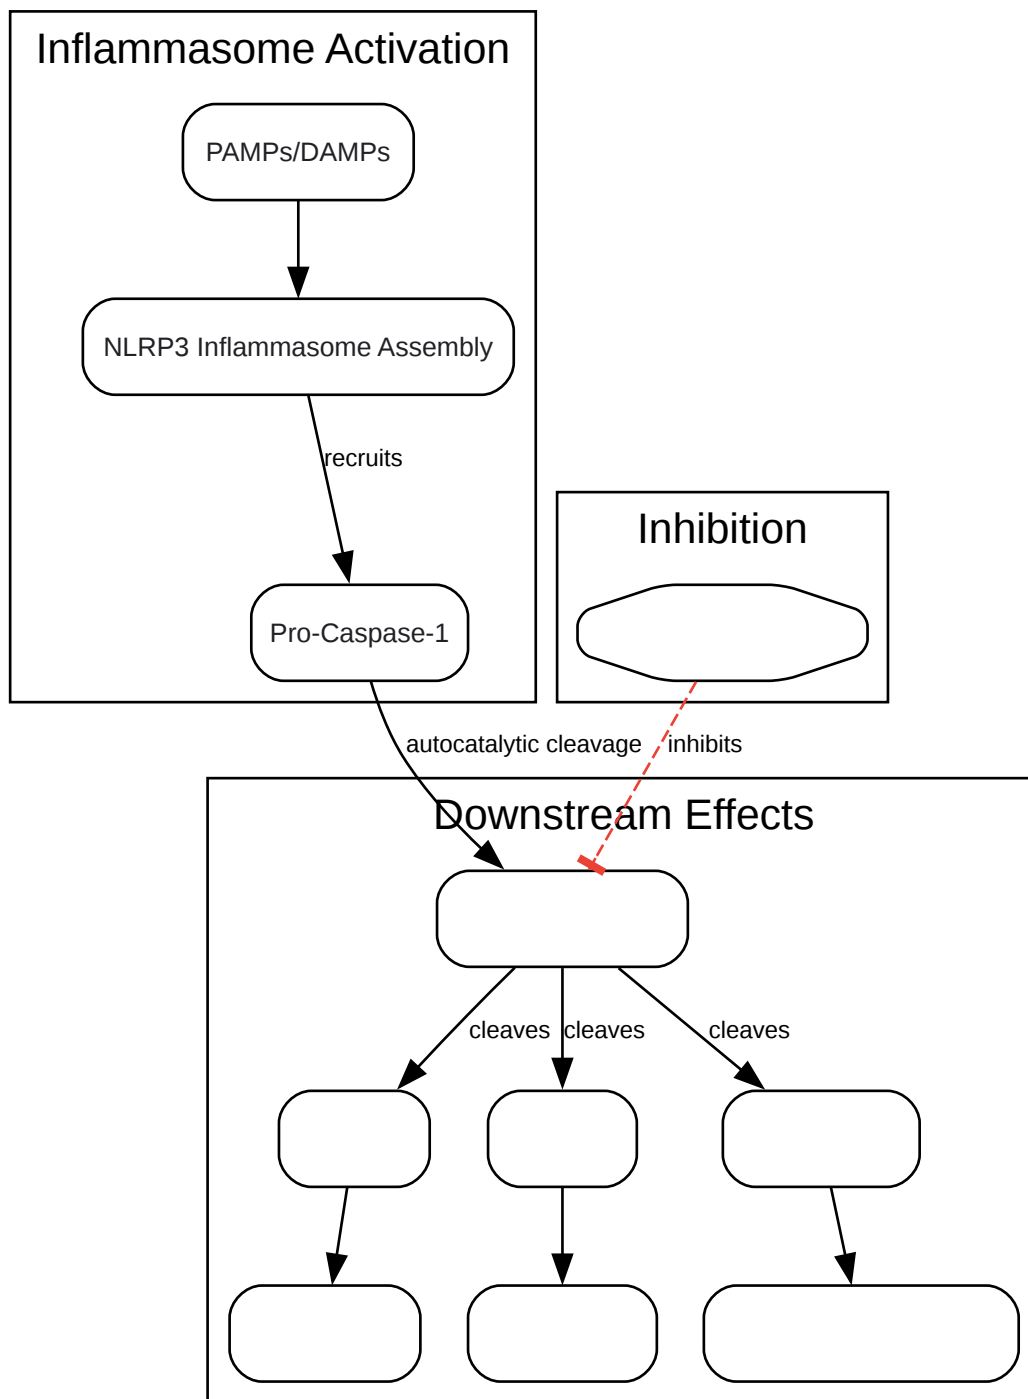 Inflammasome Activation
PAMPs/DAMPs
NLRP3 Inflammasome Assembly
recruits
Pro-Caspase-1
Inhibition
autocatalytic cleavage
inhibits
Downstream Effects
cleaves
cleaves
cleaves